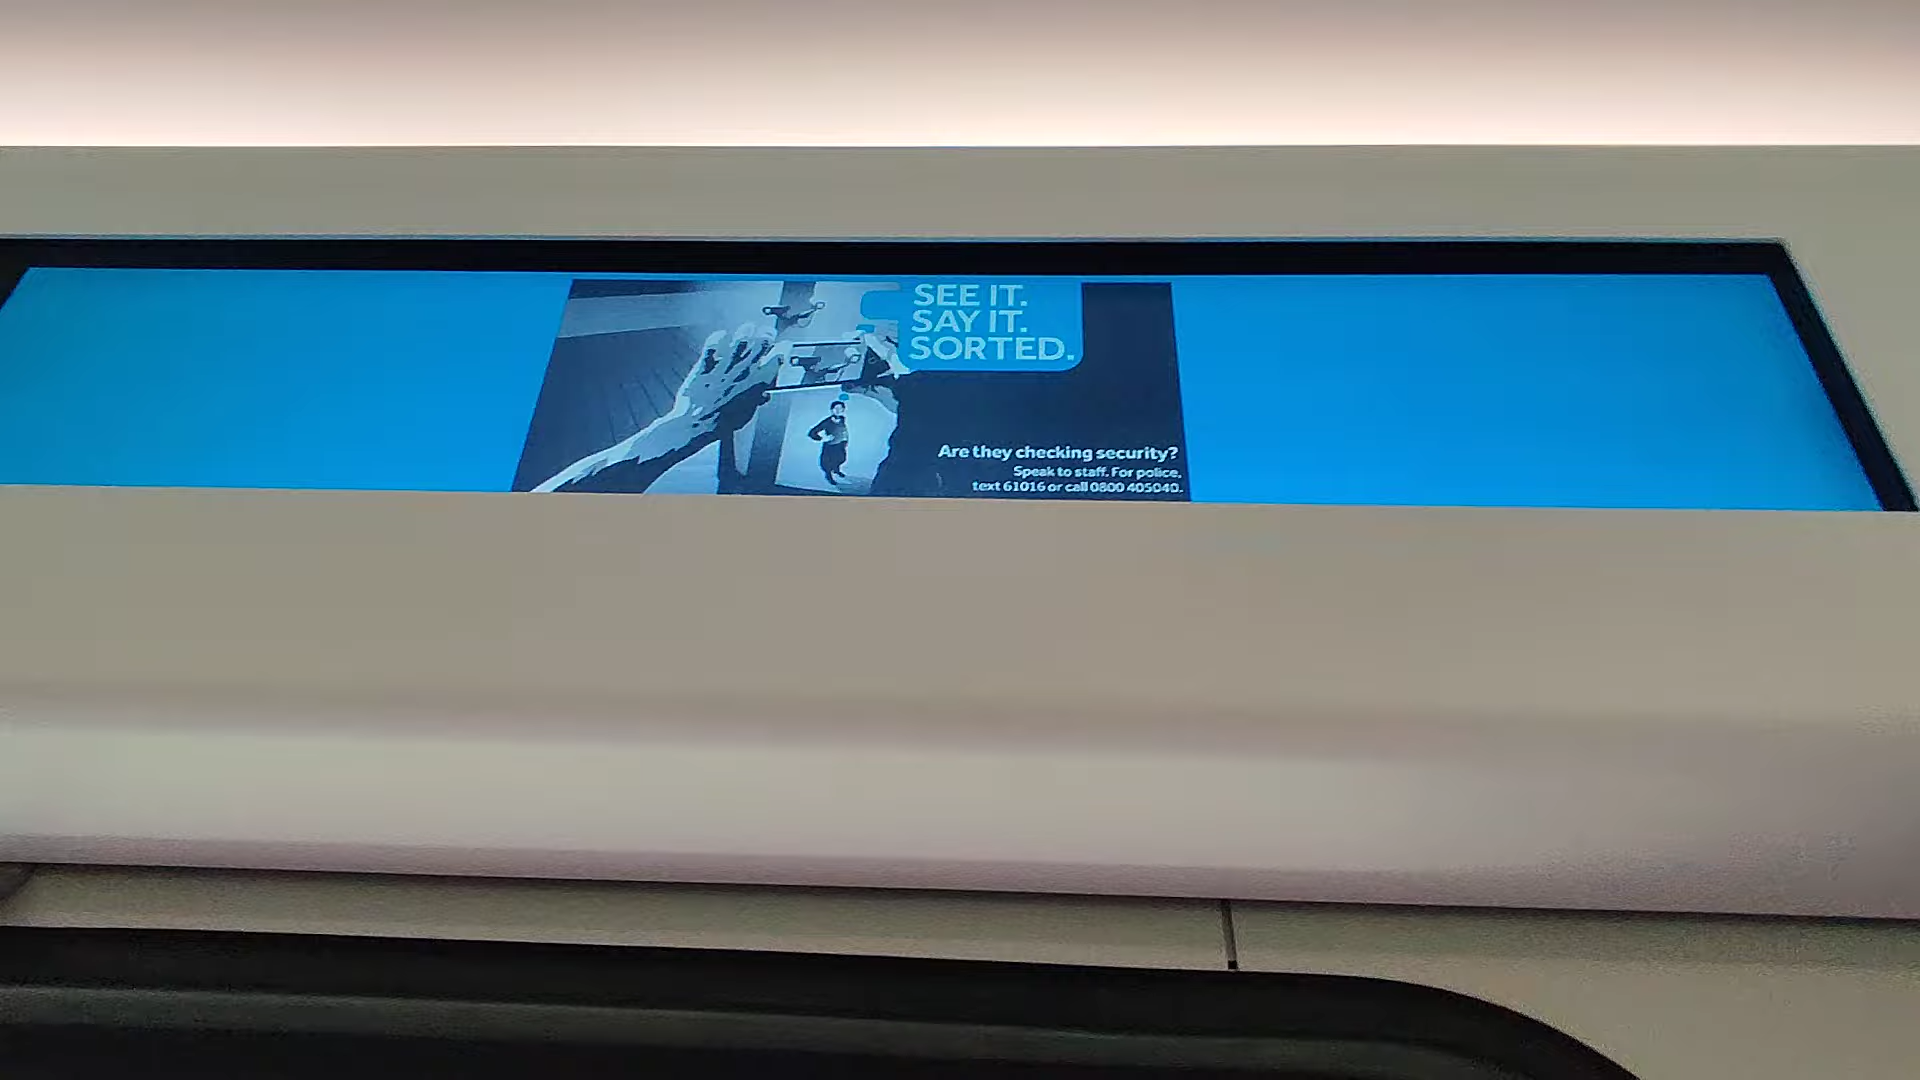 SEE IT.
SAY IT.
SORTED.
Are they checking security?
Speak to staff. For police,
text 61016 or call 0800 405040.